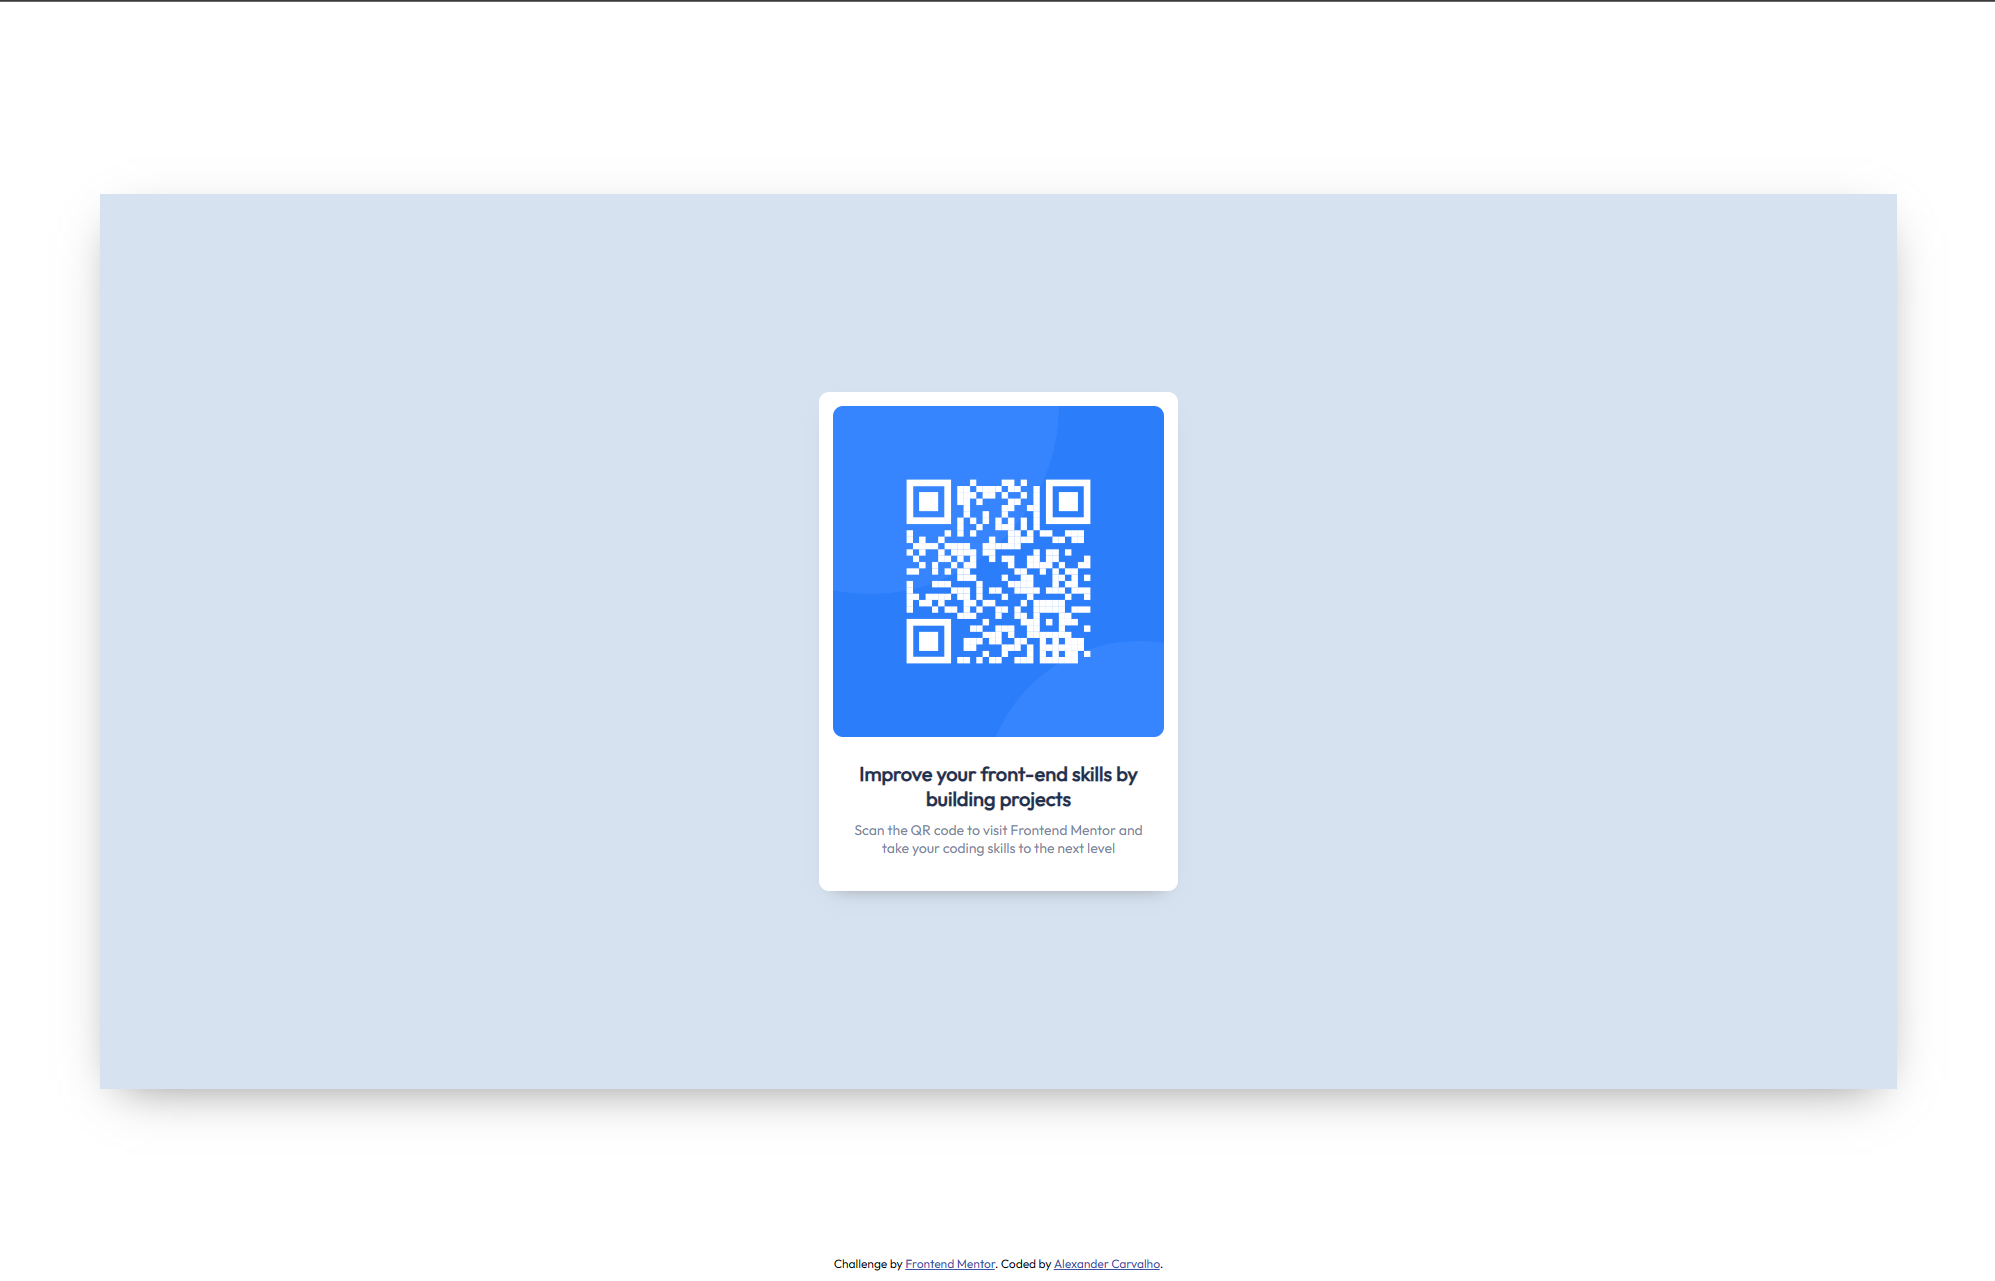 Improve your front-end skills by
building projects
Scan the QR code to visit Frontend Mentor and
take your coding skills to the next level
Challenge by Frontend Mentor. Coded by Alexander Carvalho.